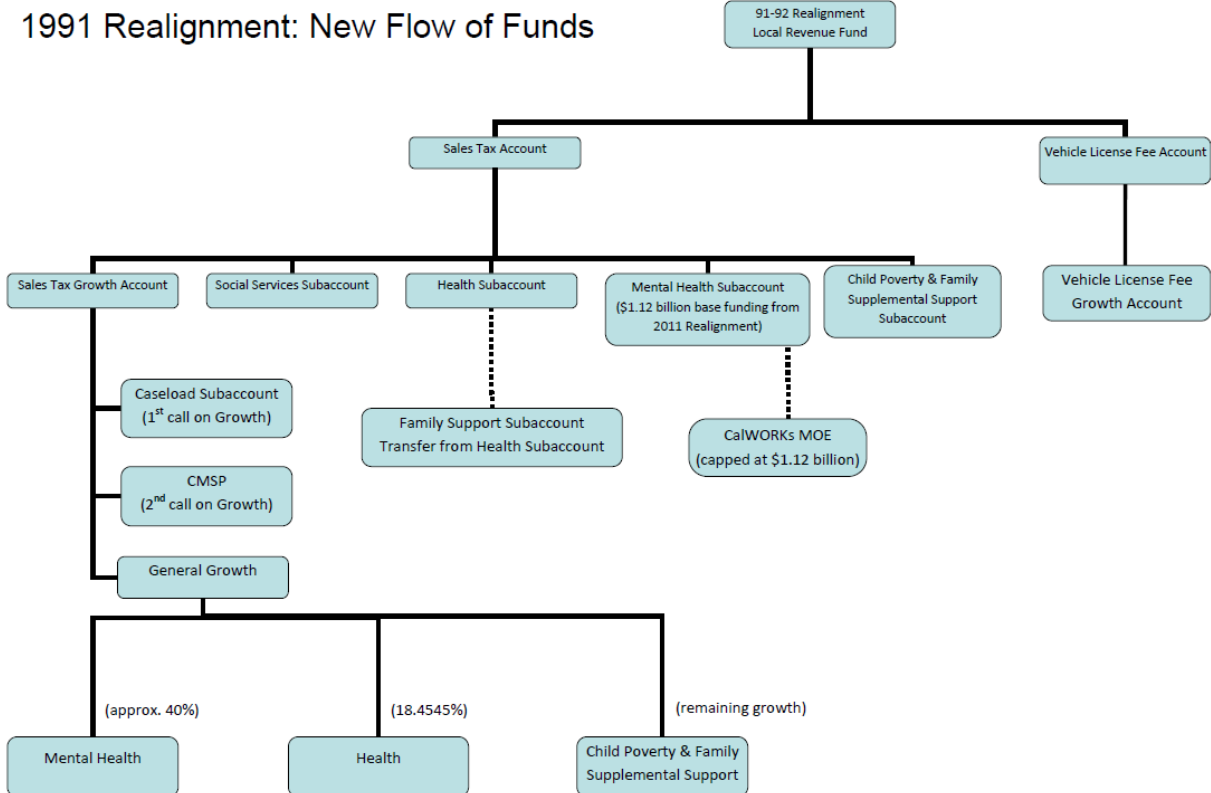 1991 Realignment: New Flow of Funds
91-92 Realignment
Local Revenue Fund
Sales Tax Account
Vehicle License Fee Account
Sales Tax Growth Account
Social Services Subaccount
Health Subaccount
Mental Health Subaccount
($1.12 billion base funding from
2011 Realignment)
Child Poverty & Family
Supplemental Support
Subaccount
Vehicle License Fee
Growth Account
Caseload Subaccount
(1st call on Growth)
Family Support Subaccount
Transfer from Health Subaccount
CalWORKs MOE
(capped at $1.12 billion)
CMSP
(2nd call on Growth)
General Growth
(approx. 40%)
(18.4545%)
(remaining growth)
Mental Health
Health
Child Poverty & Family
Supplemental Support